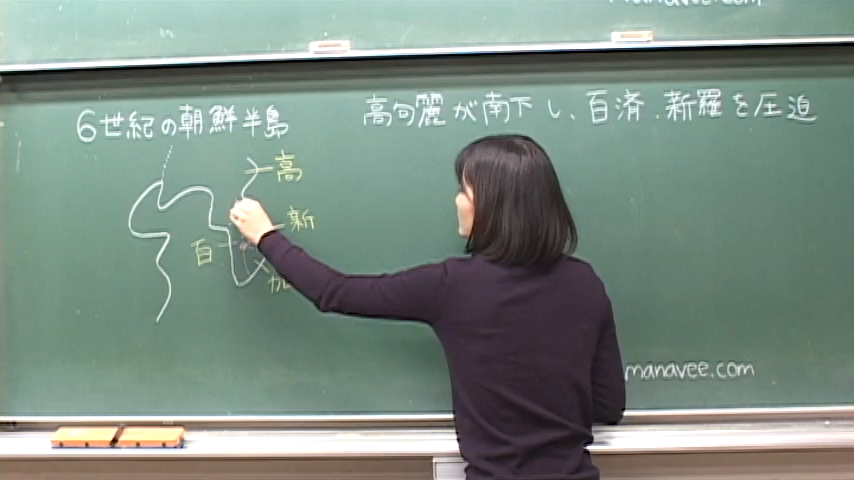 manavee.com
6世紀の朝鮮半島
高句麗が南下し、百済、新羅を圧迫
高
新
百
manavee.com